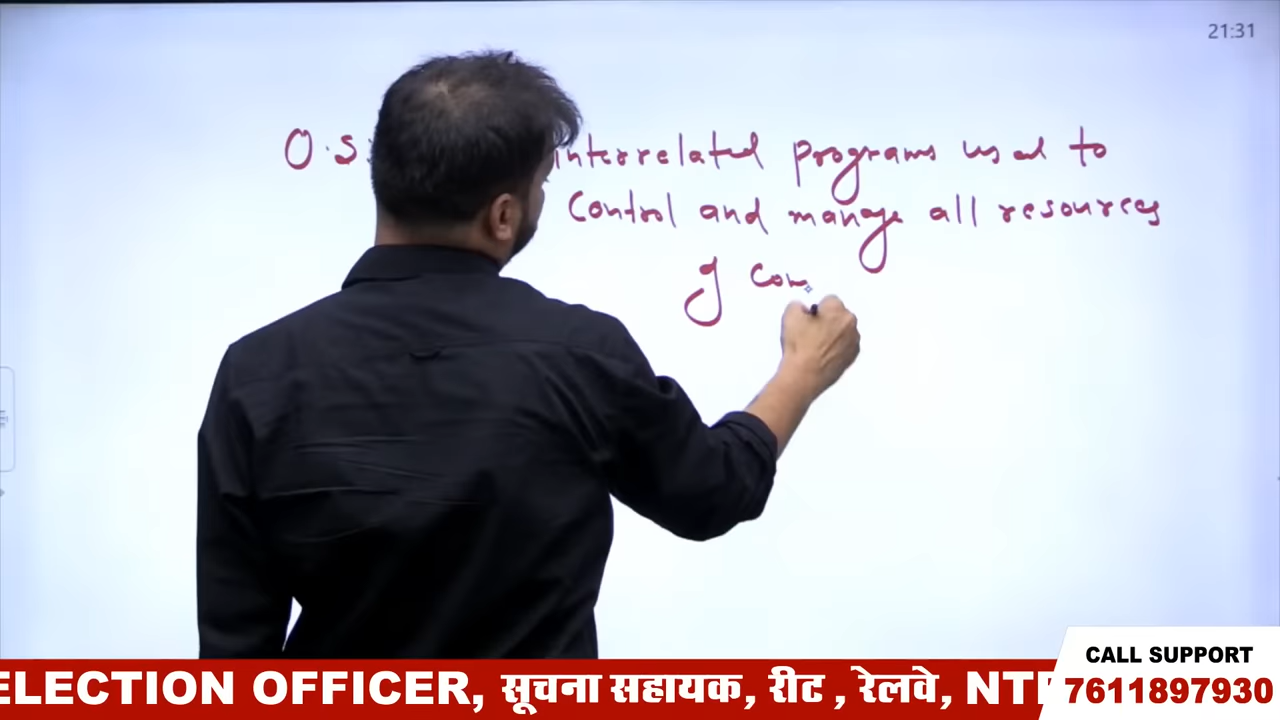 21:31
O.S. interrelated programs used to
Control and manage all resources
of com
ELECTION OFFICER, सूचना सहायक, रीट , रेलवे, NT
CALL SUPPORT
7611897930